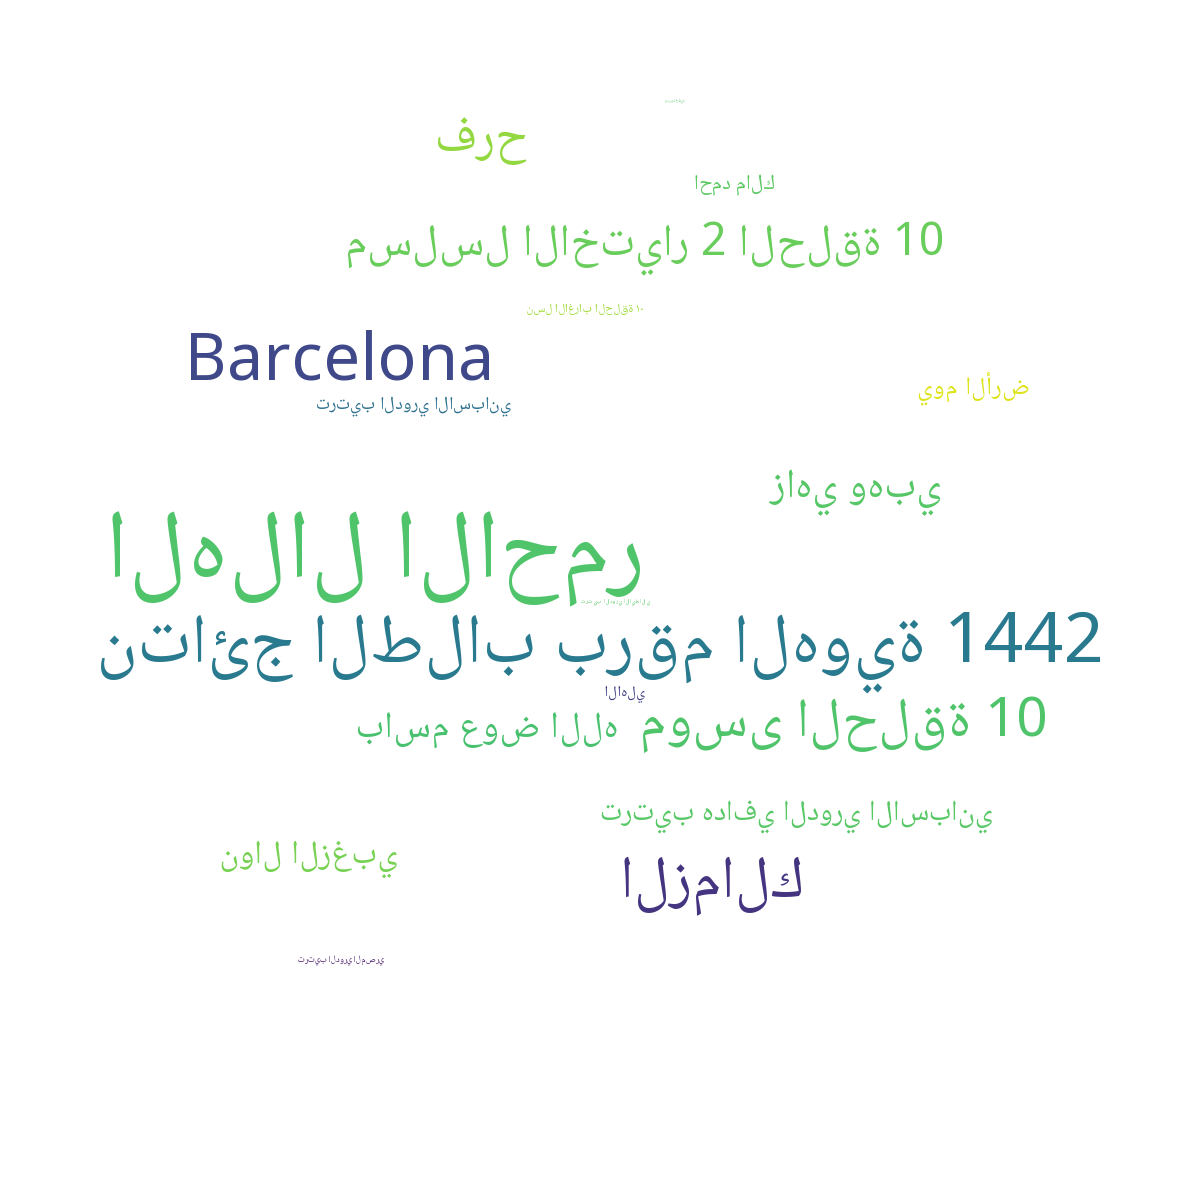 فرح
احمد مالك
مسلسل الاختيار 2 الحلقة 10
نسل الاغراب الحلقة ١٠
Barcelona
يوم الأرض
ترتيب الدوري الاسباني
زاهي وهبي
الهلال الاحمر
نتائج الطلاب برقم الهوية 1442
الاهلي
موسى الحلقة 10
باسم عوض الله
ترتيب هدافي الدوري الاسباني
نوال الزغبي
الزمالك
ترتيب الدوري المصري